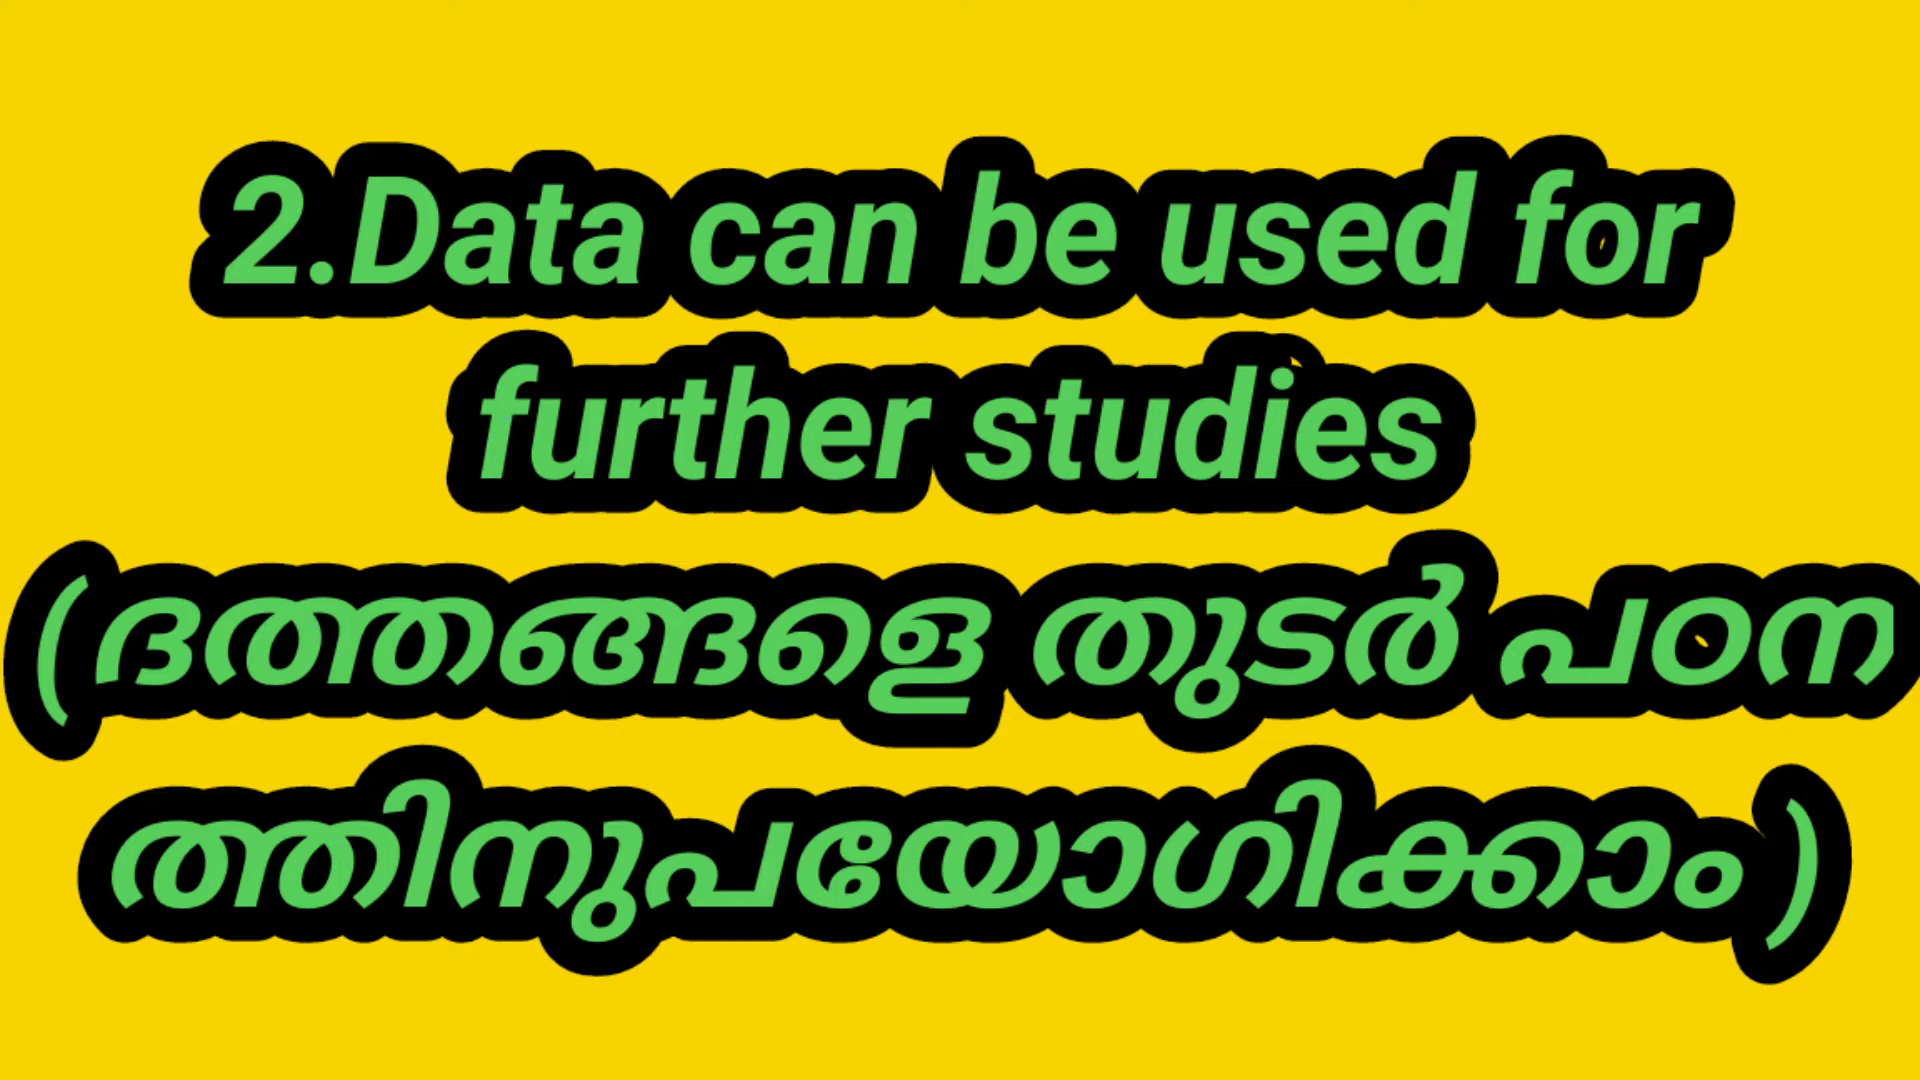 2.Data can be used for
further studies
(ദത്തങ്ങളെ തുടർ പഠന
ത്തിനുപയോഗിക്കാം )